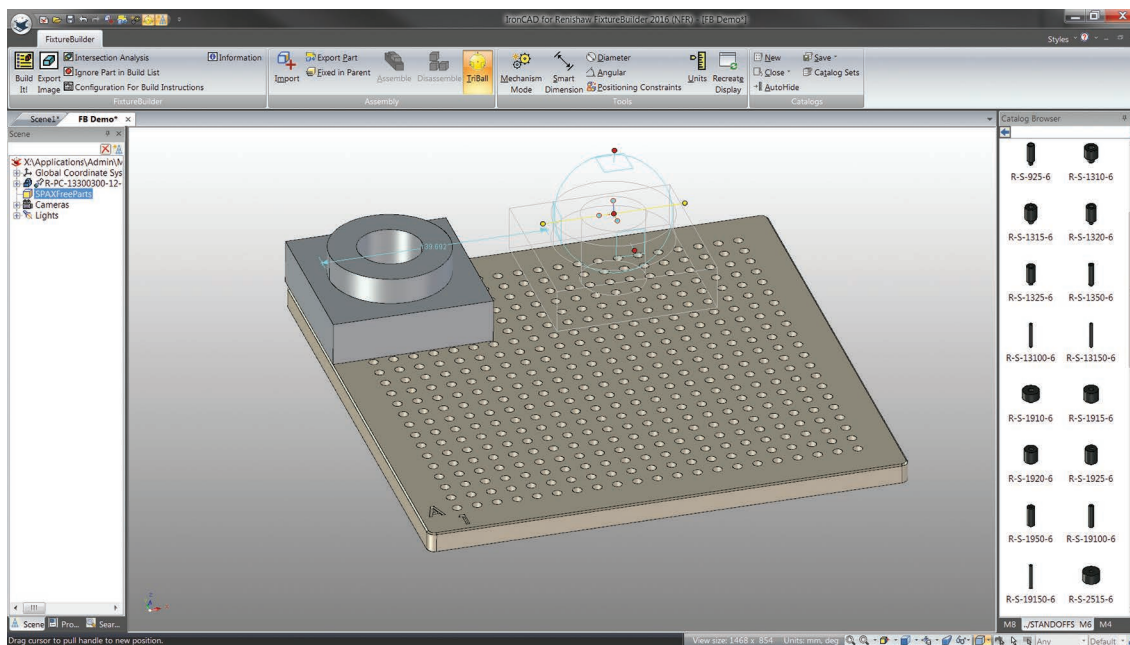 IronCAD for Renishaw FixtureBuilder 2016 (NFR) - [FB Demo*]
FixtureBuilder
Styles
Build It!
Export Image
Intersection Analysis
Ignore Part in Build List
Configuration For Build Instructions
Information
FixtureBuilder
Import
Export Part
Fixed in Parent
Assemble
Disassemble
TriBall
Assembly
Mechanism Mode
Smart Dimension
Diameter
Angular
Positioning Constraints
Units
Recreate Display
Tools
New
Close
AutoHide
Save
Catalog Sets
Catalogs
Scene1*
FB Demo*
Scene
X:\Applications\Admin\M
Global Coordinate Sys
R-PC-13300300-12-
SPAXFreeParts
Cameras
Lights
A
1
Catalog Browser
R-S-925-6 R-S-1310-6
R-S-1315-6 R-S-1320-6
R-S-1325-6 R-S-1350-6
R-S-13100-6 R-S-13150-6
R-S-1910-6 R-S-1915-6
R-S-1920-6 R-S-1925-6
R-S-1950-6 R-S-19100-6
R-S-19150-6 R-S-2515-6
M8 ../STANDOFFS M6 M4
Scene Pro... Sear...
Drag cursor to pull handle to new position.
View size: 1468 x 854 Units: mm, deg
Any
Default